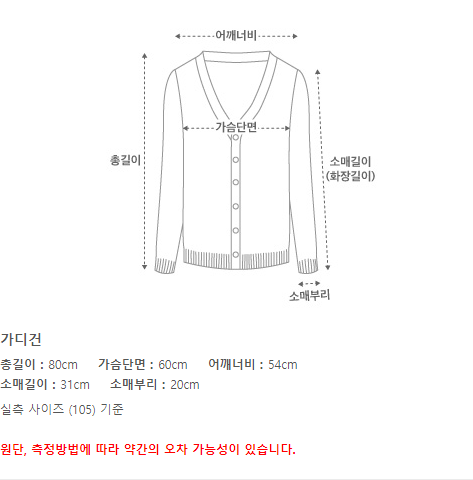 어깨너비
가슴단면
총길이
소매길이
(화장길이)
소매부리
가디건
총길이 : 80cm 가슴단면 : 60cm 어깨너비 : 54cm
소매길이 : 31cm 소매부리 : 20cm
실측 사이즈 (105) 기준
원단, 측정방법에 따라 약간의 오차 가능성이 있습니다.